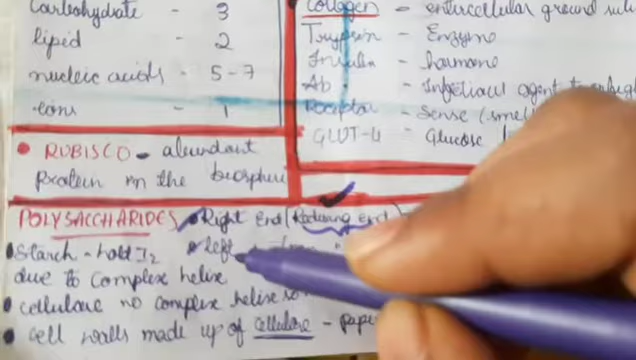 Carbohydrate - 3
lipid - 2
nucleic acids - 5-7
ions - 1
Collagen - intercellular ground
Trypsin - Enzyme
Insulin - hormone
Ab - Infectious agent
Receptor - Sense (smell
GLUT-4 - Glucose
RUBISCO - abundant
Protein in the biosphere
POLYSACCHARIDES Right End (Reducing End)
Starch - hold I2 left
due to complex helix
cellulose no complex helix
cell walls made up of cellulose - pape